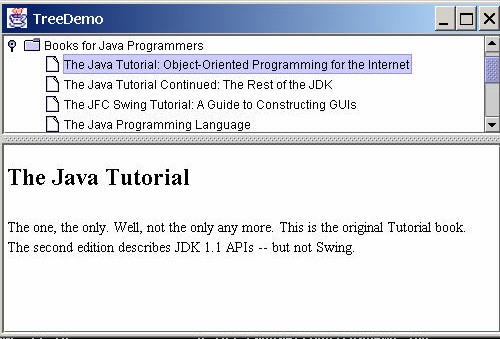 TreeDemo
Books for Java Programmers
The Java Tutorial: Object-Oriented Programming for the Internet
The Java Tutorial Continued: The Rest of the JDK
The JFC Swing Tutorial: A Guide to Constructing GUIs
The Java Programming Language
The Java Tutorial
The one, the only. Well, not the only any more. This is the original Tutorial book.
The second edition describes JDK 1.1 APIs -- but not Swing.